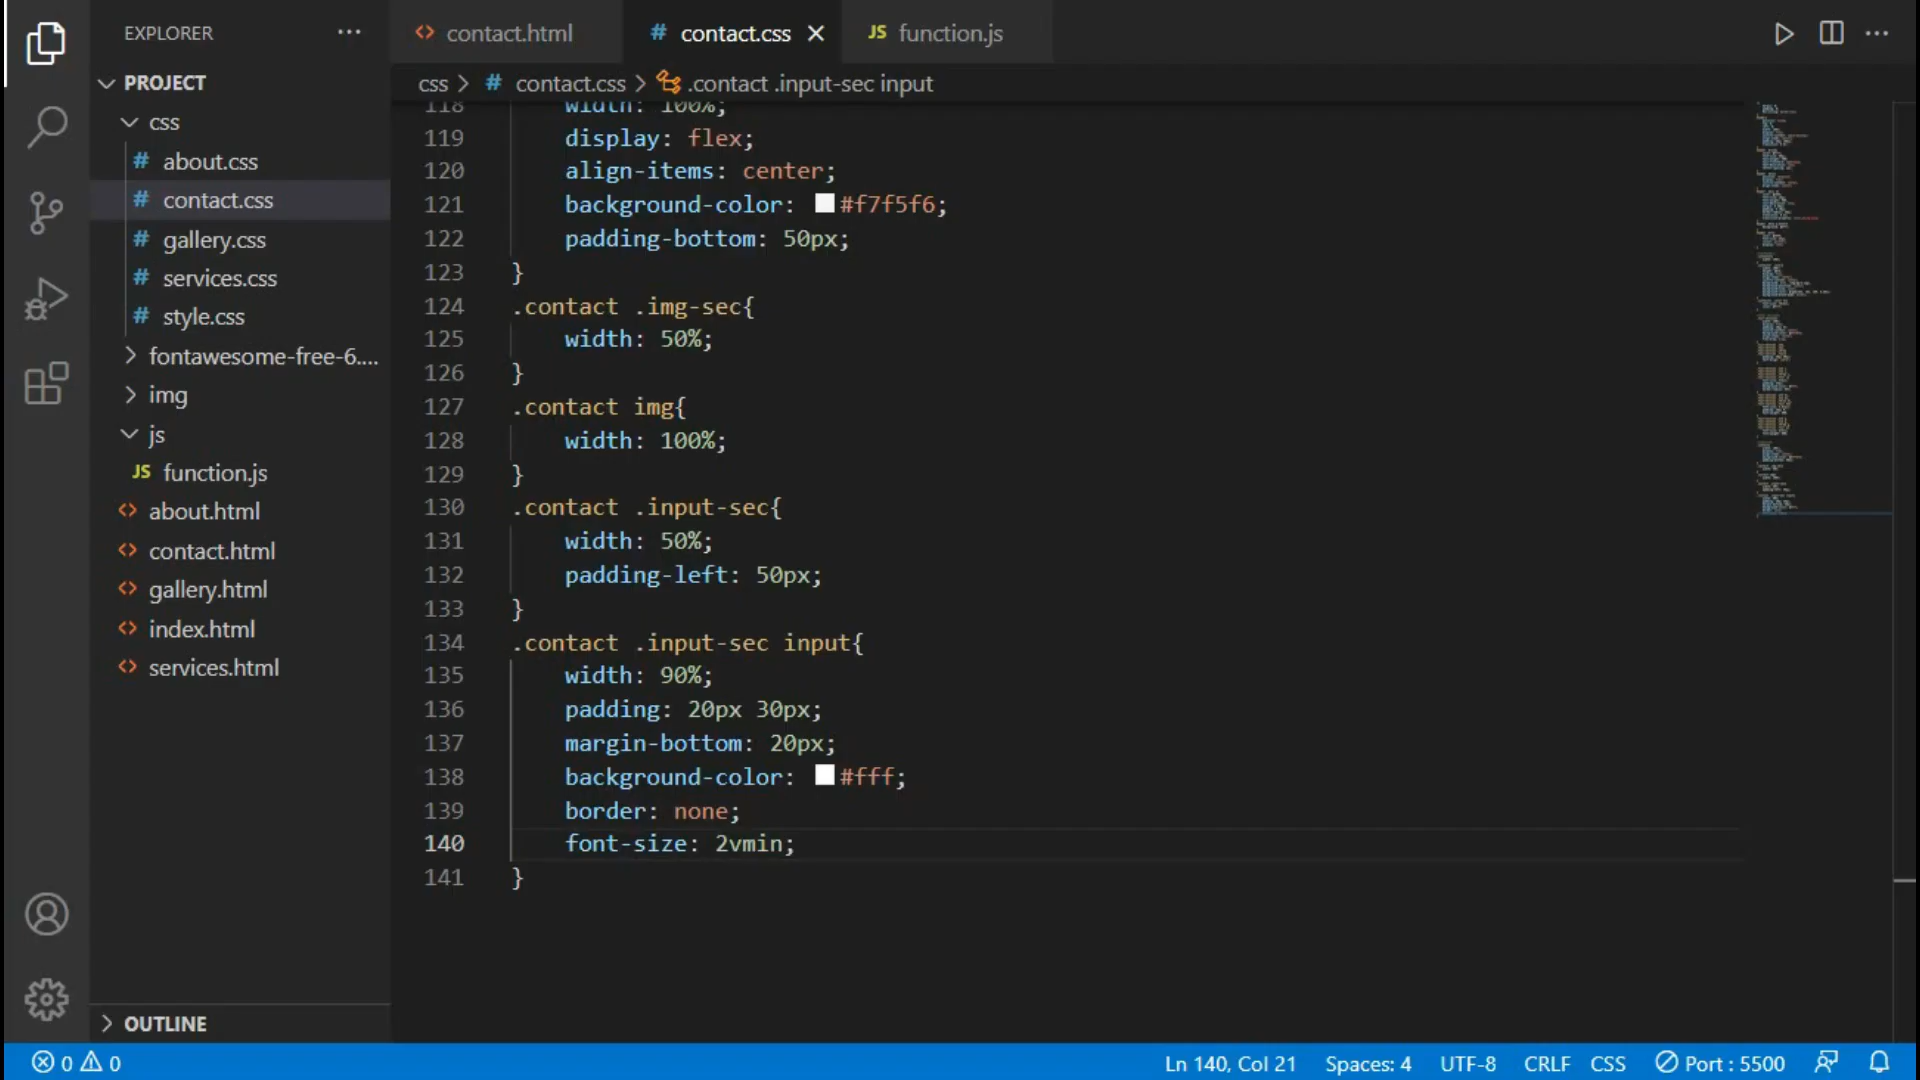 EXPLORER
PROJECT
css
# about.css
# contact.css
# gallery.css
# services.css
# style.css
fontawesome-free-6....
img
js
JS function.js
<> about.html
<> contact.html
<> gallery.html
<> index.html
<> services.html
OUTLINE
<> contact.html
# contact.css
JS function.js
css > # contact.css > .contact .input-sec input
118 width: 100%;
119 display: flex;
120 align-items: center;
121 background-color: #f7f5f6;
122 padding-bottom: 50px;
123 }
124 .contact .img-sec{
125 width: 50%;
126 }
127 .contact img{
128 width: 100%;
129 }
130 .contact .input-sec{
131 width: 50%;
132 padding-left: 50px;
133 }
134 .contact .input-sec input{
135 width: 90%;
136 padding: 20px 30px;
137 margin-bottom: 20px;
138 background-color: #fff;
139 border: none;
140 font-size: 2vmin;
141 }
0 0
Ln 140, Col 21 Spaces: 4 UTF-8 CRLF CSS Port : 5500